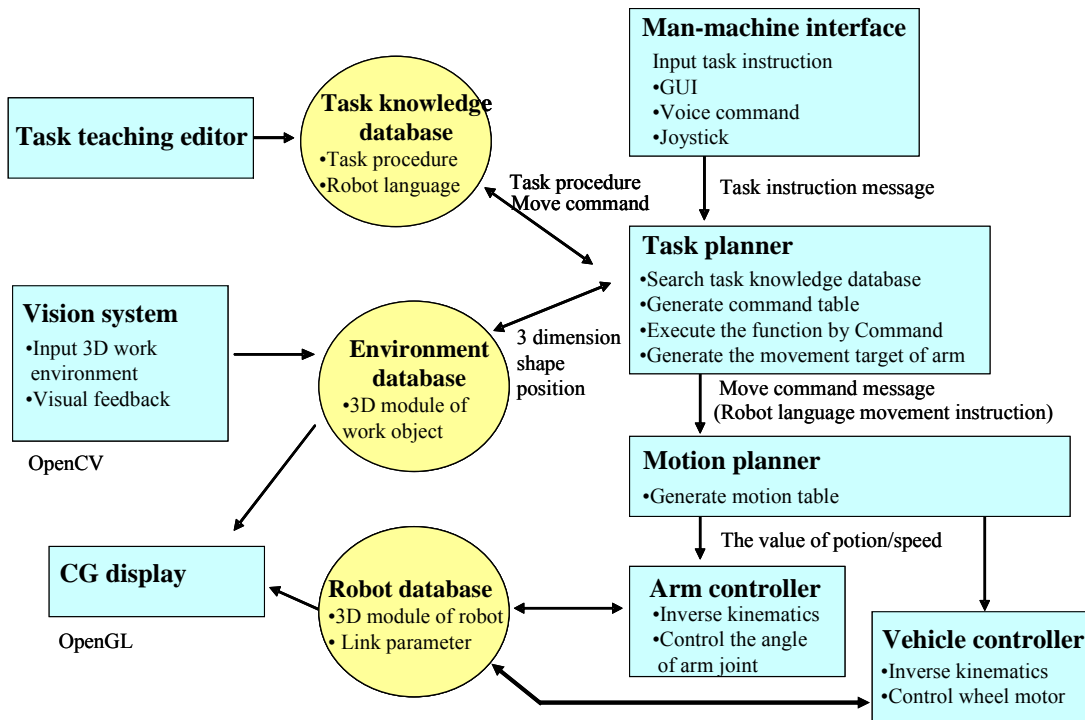 Man-machine interface
Input task instruction
•GUI
•Voice command
•Joystick
Task teaching editor
Task knowledge
database
•Task procedure
•Robot language
Task procedure
Move command
Task instruction message
Task planner
•Search task knowledge database
•Generate command table
•Execute the function by Command
•Generate the movement target of arm
Vision system
•Input 3D work
environment
•Visual feedback
OpenCV
Environment
database
•3D module of
work object
3 dimension
shape
position
Move command message
(Robot language movement instruction)
Motion planner
•Generate motion table
The value of potion/speed
CG display
OpenGL
Robot database
•3D module of robot
• Link parameter
Arm controller
•Inverse kinematics
•Control the angle
of arm joint
Vehicle controller
•Inverse kinematics
•Control wheel motor